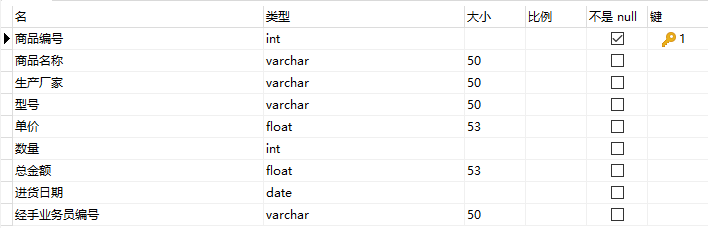 名 类型 大小 比例 不是 null 键
商品编号 int 1
商品名称 varchar 50
生产厂家 varchar 50
型号 varchar 50
单价 float 53
数量 int
总金额 float 53
进货日期 date
经手业务员编号 varchar 50